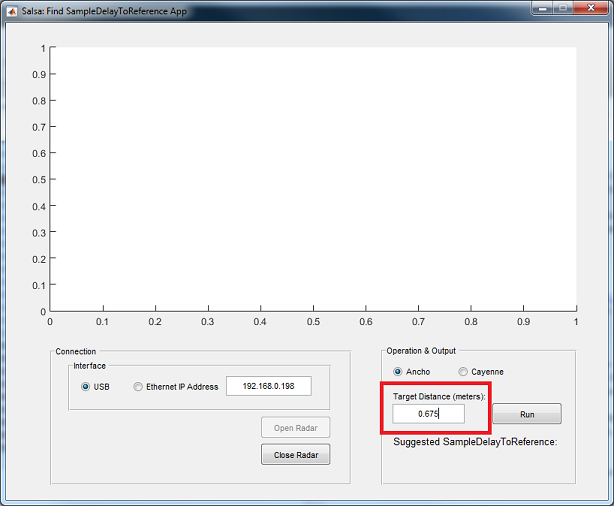 Salsa: Find SampleDelayToReference App
1
0.9
0.8
0.7
0.6
0.5
0.4
0.3
0.2
0.1
0
0 0.1 0.2 0.3 0.4 0.5 0.6 0.7 0.8 0.9 1
Connection
Interface
USB Ethernet IP Address 192.168.0.198
Open Radar
Close Radar
Operation & Output
Ancho Cayenne
Target Distance (meters):
0.675 Run
Suggested SampleDelayToReference: